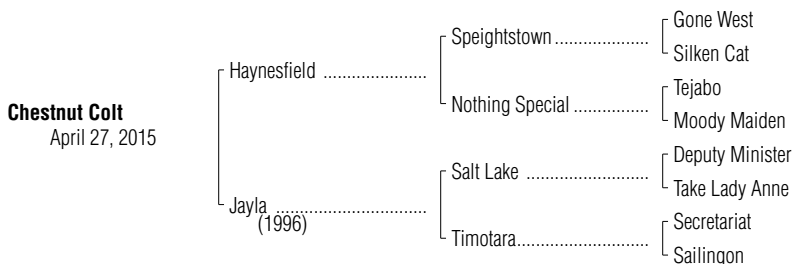 Gone West
Speightstown
Silken Cat
Haynesfield
Tejabo
Nothing Special
Moody Maiden
Chestnut Colt
April 27, 2015
Deputy Minister
Salt Lake
Take Lady Anne
Jayla
(1996)
Secretariat
Timotara
Sailingon